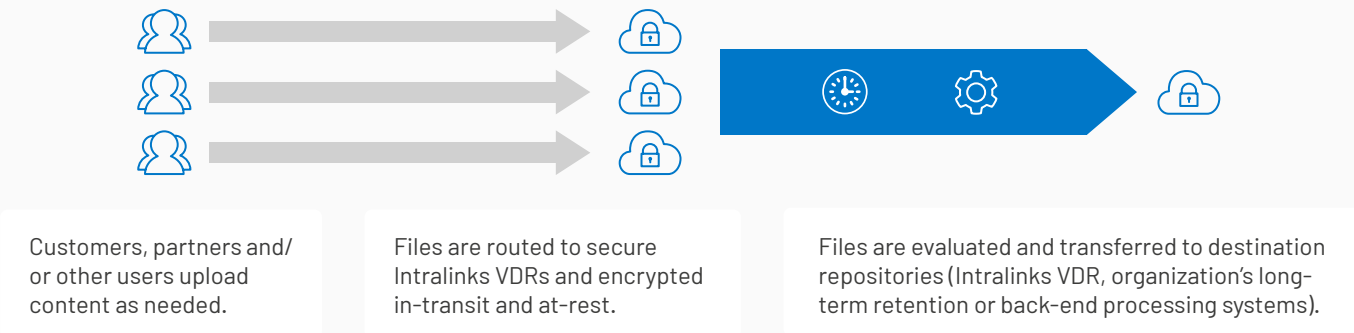 Customers, partners and/
or other users upload
content as needed.
Files are routed to secure
Intralinks VDRs and encrypted
in-transit and at-rest.
Files are evaluated and transferred to destination
repositories (Intralinks VDR, organization’s long-
term retention or back-end processing systems).